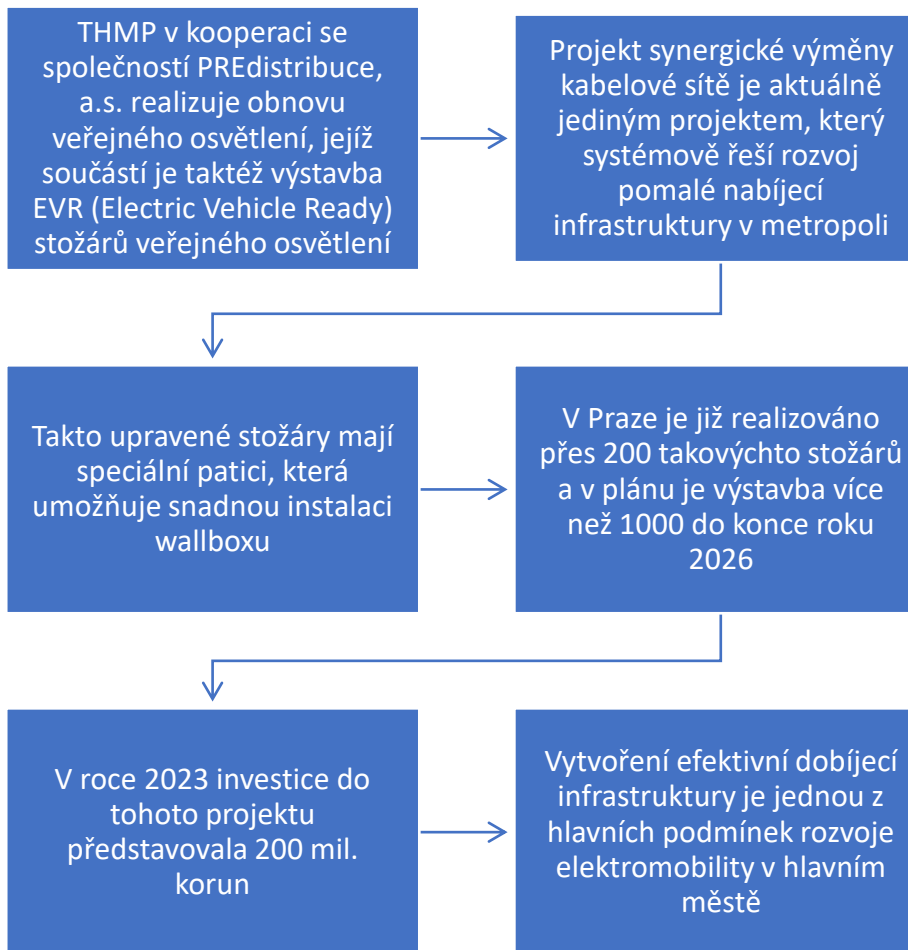 THMP v kooperaci se
společností PREdistribuce,
a.s. realizuje obnovu
veřejného osvětlení, jejíž
součástí je taktéž výstavba
EVR (Electric Vehicle Ready)
stožárů veřejného osvětlení
Projekt synergické výměny
kabelové sítě je aktuálně
jediným projektem, který
systémově řeší rozvoj
pomalé nabíjecí
infrastruktury v metropoli
Takto upravené stožáry mají
speciální patici, která
umožňuje snadnou instalaci
wallboxu
V Praze je již realizováno
přes 200 takovýchto stožárů
a v plánu je výstavba více
než 1000 do konce roku
2026
V roce 2023 investice do
tohoto projektu
představovala 200 mil.
korun
Vytvoření efektivní dobíjecí
infrastruktury je jednou z
hlavních podmínek rozvoje
elektromobility v hlavním
městě